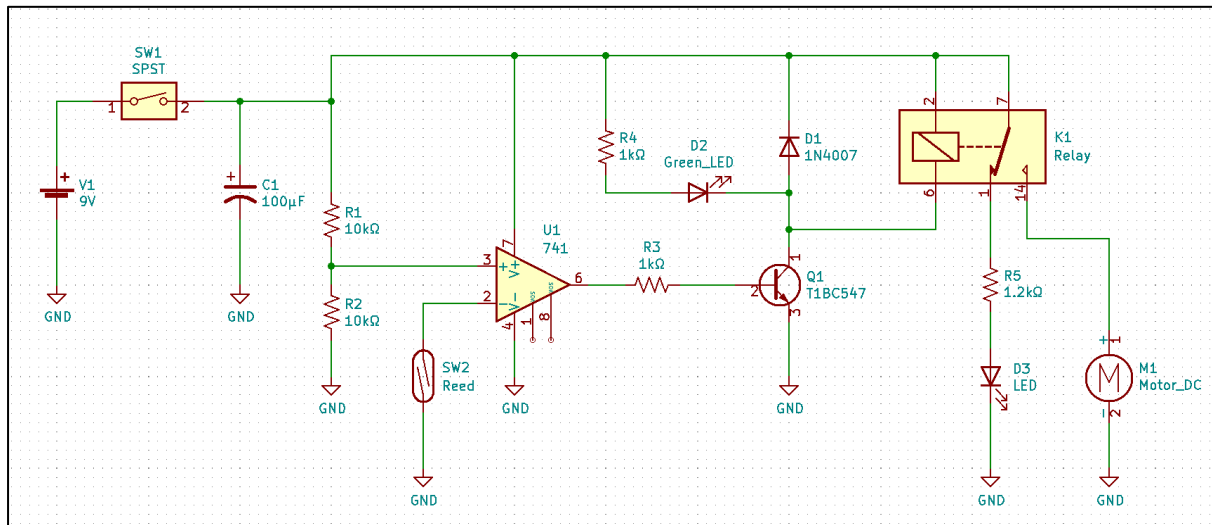 SW1
SPST
1
2
+
V1
9V
GND
+
C1
100µF
GND
R1
10kΩ
R2
10kΩ
GND
SW2
Reed
GND
U1
741
3
+
2
−
7
V+
V−
4
1
8
6
GND
R3
1kΩ
R4
1kΩ
D2
Green_LED
D1
1N4007
Q1
T1BC547
1
2
3
GND
K1
Relay
2
7
6
1
14
R5
1.2kΩ
D3
LED
GND
+
1
M
M1
Motor_DC
−
2
GND